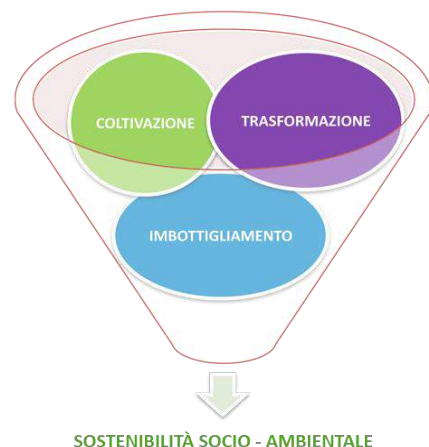 COLTIVAZIONE
TRASFORMAZIONE
IMBOTTIGLIAMENTO
SOSTENIBILITÀ SOCIO - AMBIENTALE